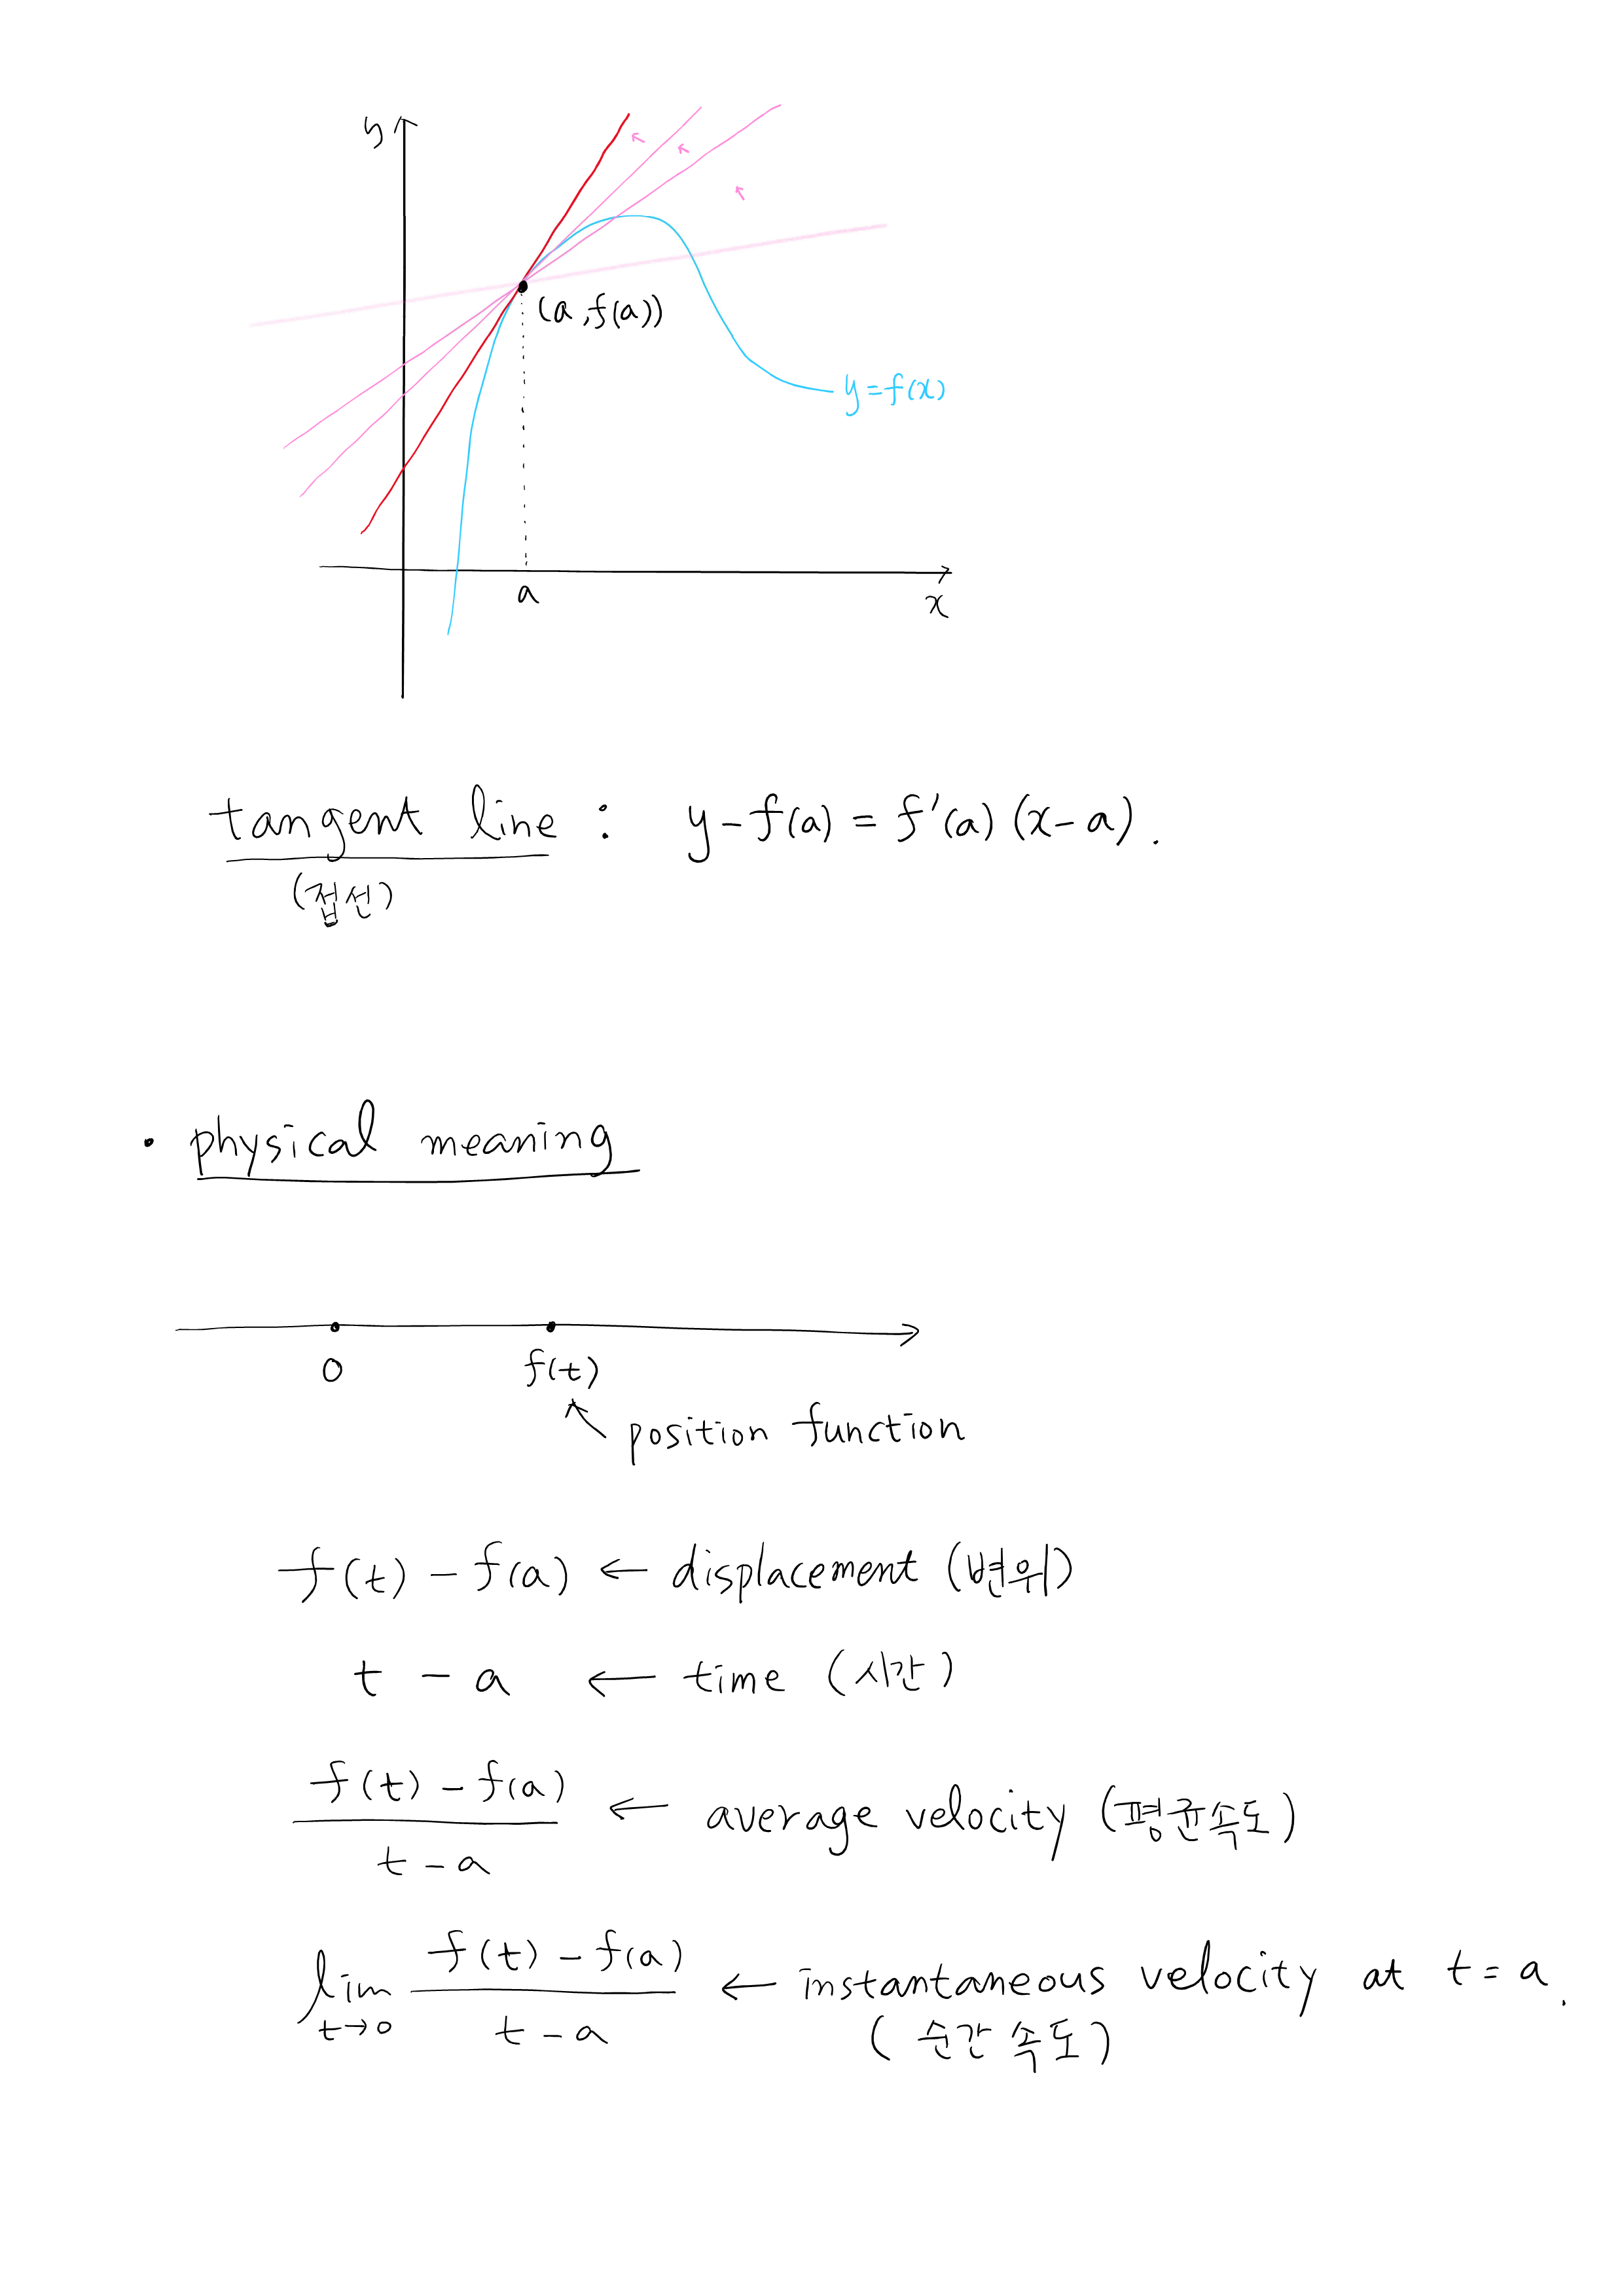 y
(a, f(a))
y = f(x)
a
x
tangent line : y - f(a) = f'(a) (x - a).
(접선)
• physical meaning
0 f(t)
↖ position function
f(t) - f(a) ← displacement (변위)
t - a ← time (시간)
\frac{f(t) - f(a)}{t - a} ← average velocity (평균속도)
\lim_{t→0} \frac{f(t) - f(a)}{t - a} ← instantaneous velocity at t = a.
(순간 속도)